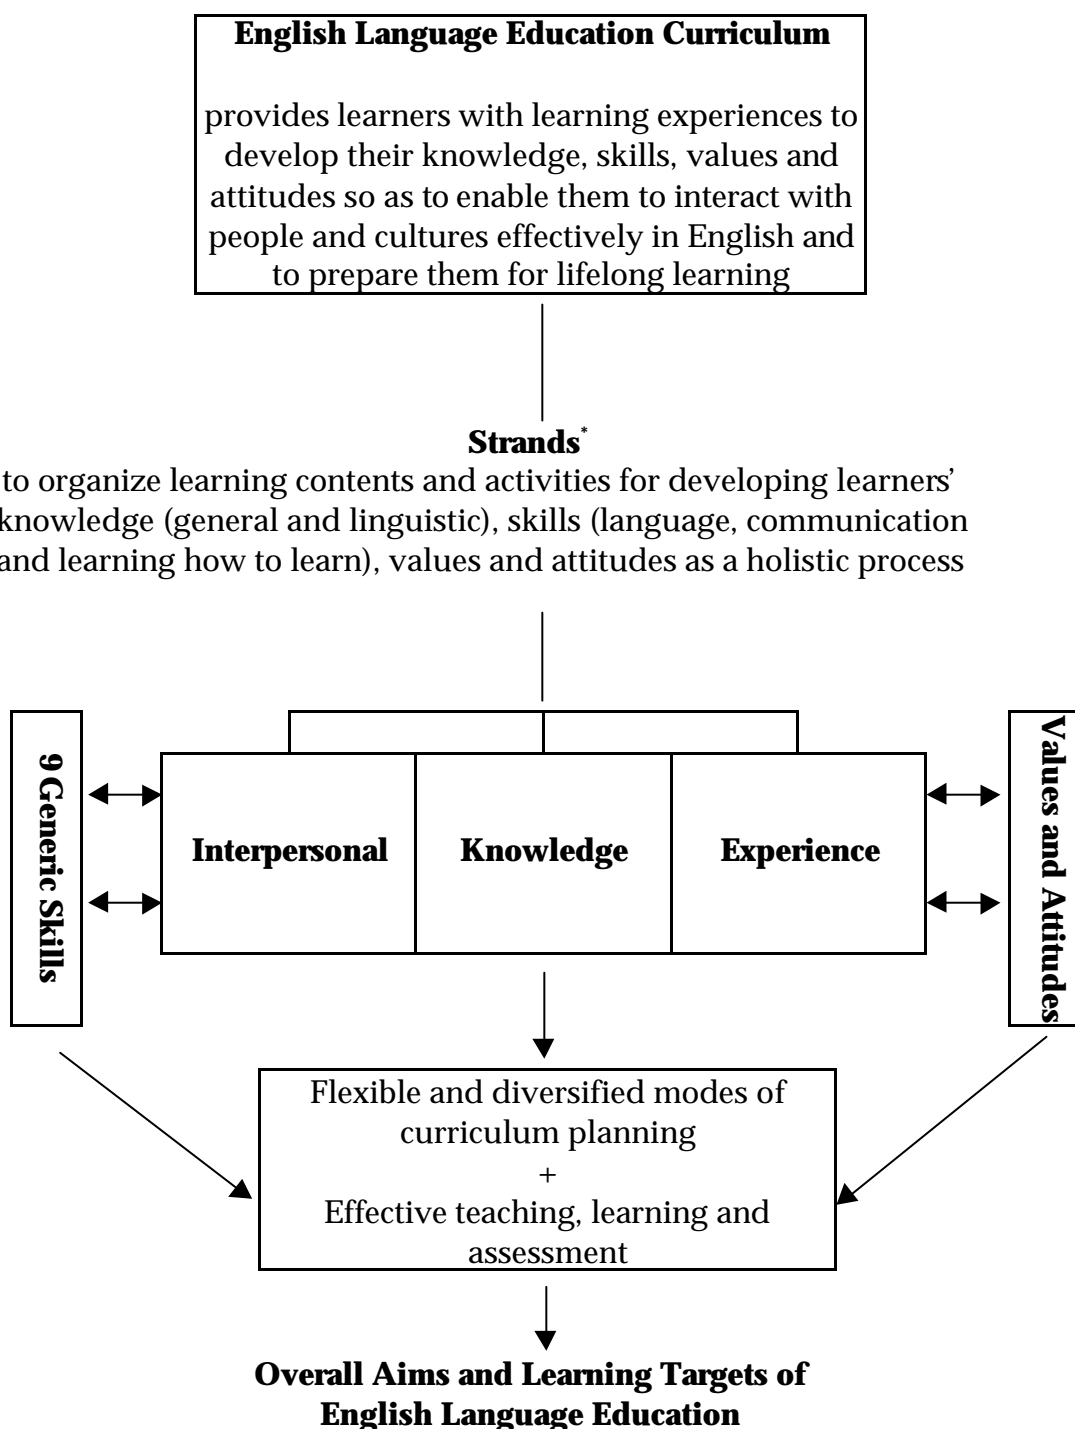 English Language Education Curriculum
provides learners with learning experiences to
develop their knowledge, skills, values and
attitudes so as to enable them to interact with
people and cultures effectively in English and
to prepare them for lifelong learning
Strands*
to organize learning contents and activities for developing learners’
knowledge (general and linguistic), skills (language, communication
and learning how to learn), values and attitudes as a holistic process
9 Generic Skills
Interpersonal
Knowledge
Experience
Values and Attitudes
Flexible and diversified modes of
curriculum planning
+
Effective teaching, learning and
assessment
Overall Aims and Learning Targets of
English Language Education